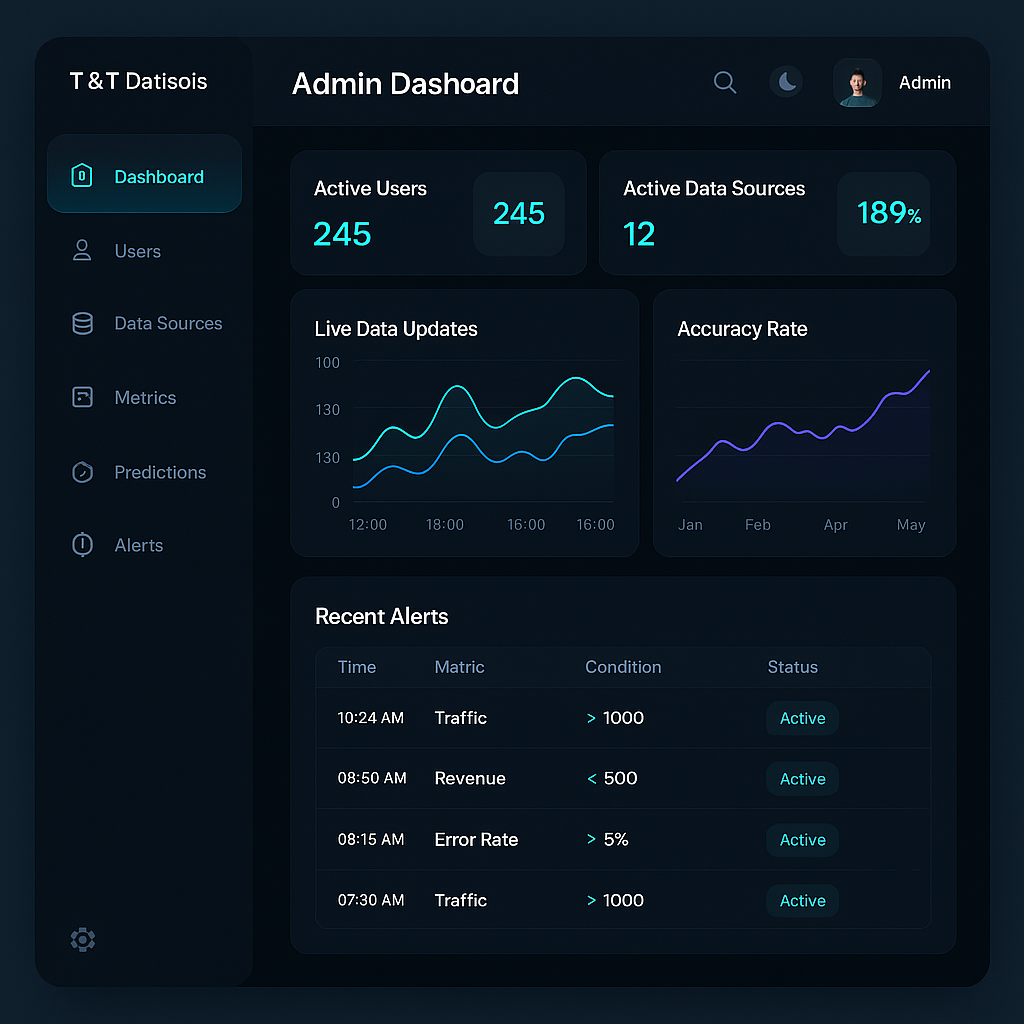 T&T Datisois
Admin Dashoard
Admin
Dashboard
Users
Data Sources
Metrics
Predictions
Alerts
Active Users
245
245
Active Data Sources
12
189%
Live Data Updates
100
130
130
0
12:00 18:00 16:00 16:00
Accuracy Rate
Jan Feb Apr May
Recent Alerts
Time Matric Condition Status
10:24 AM Traffic > 1000 Active
08:50 AM Revenue < 500 Active
08:15 AM Error Rate > 5% Active
07:30 AM Traffic > 1000 Active